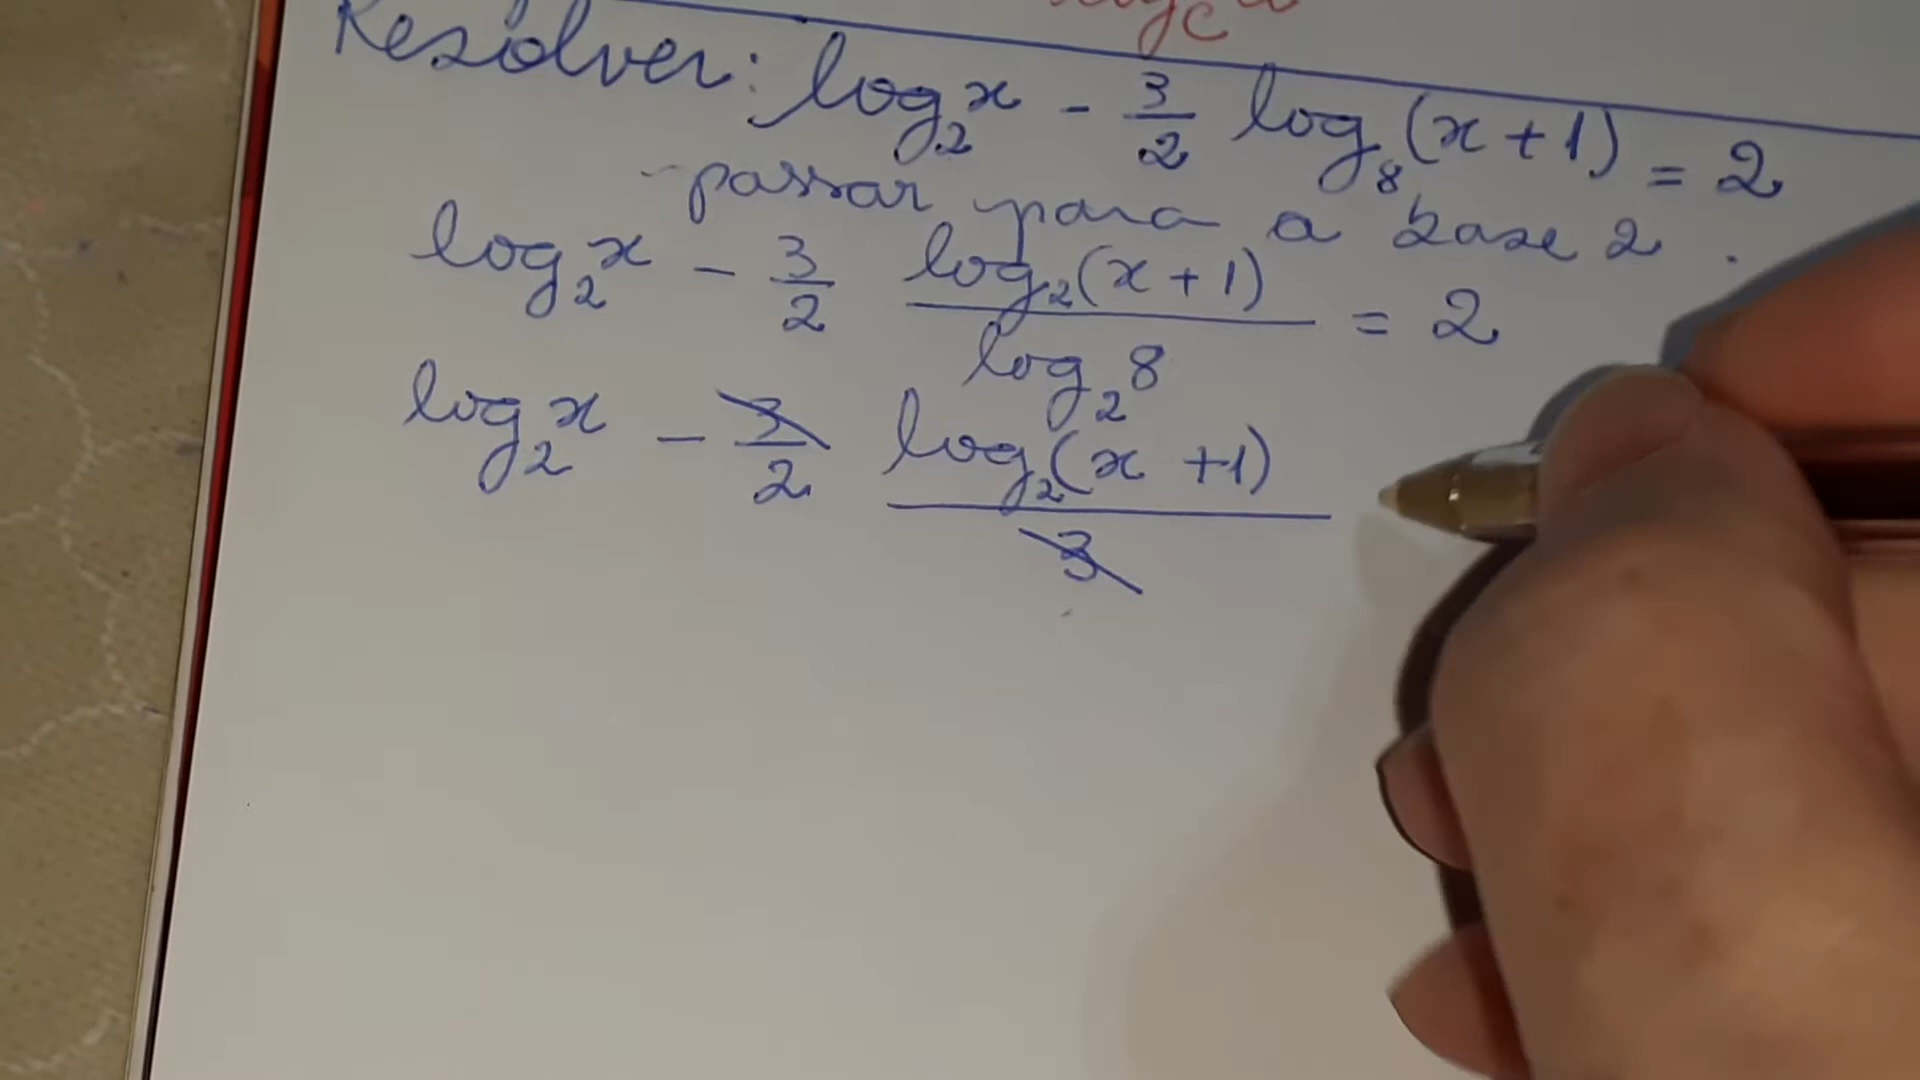 log_c
Resolver: log₂x - 3/2 log₈(x+1) = 2
- passar para a base 2.
log₂x - 3/2 log₂(x+1)/log₂8 = 2
log₂x - 3/2 log₂(x+1)/3